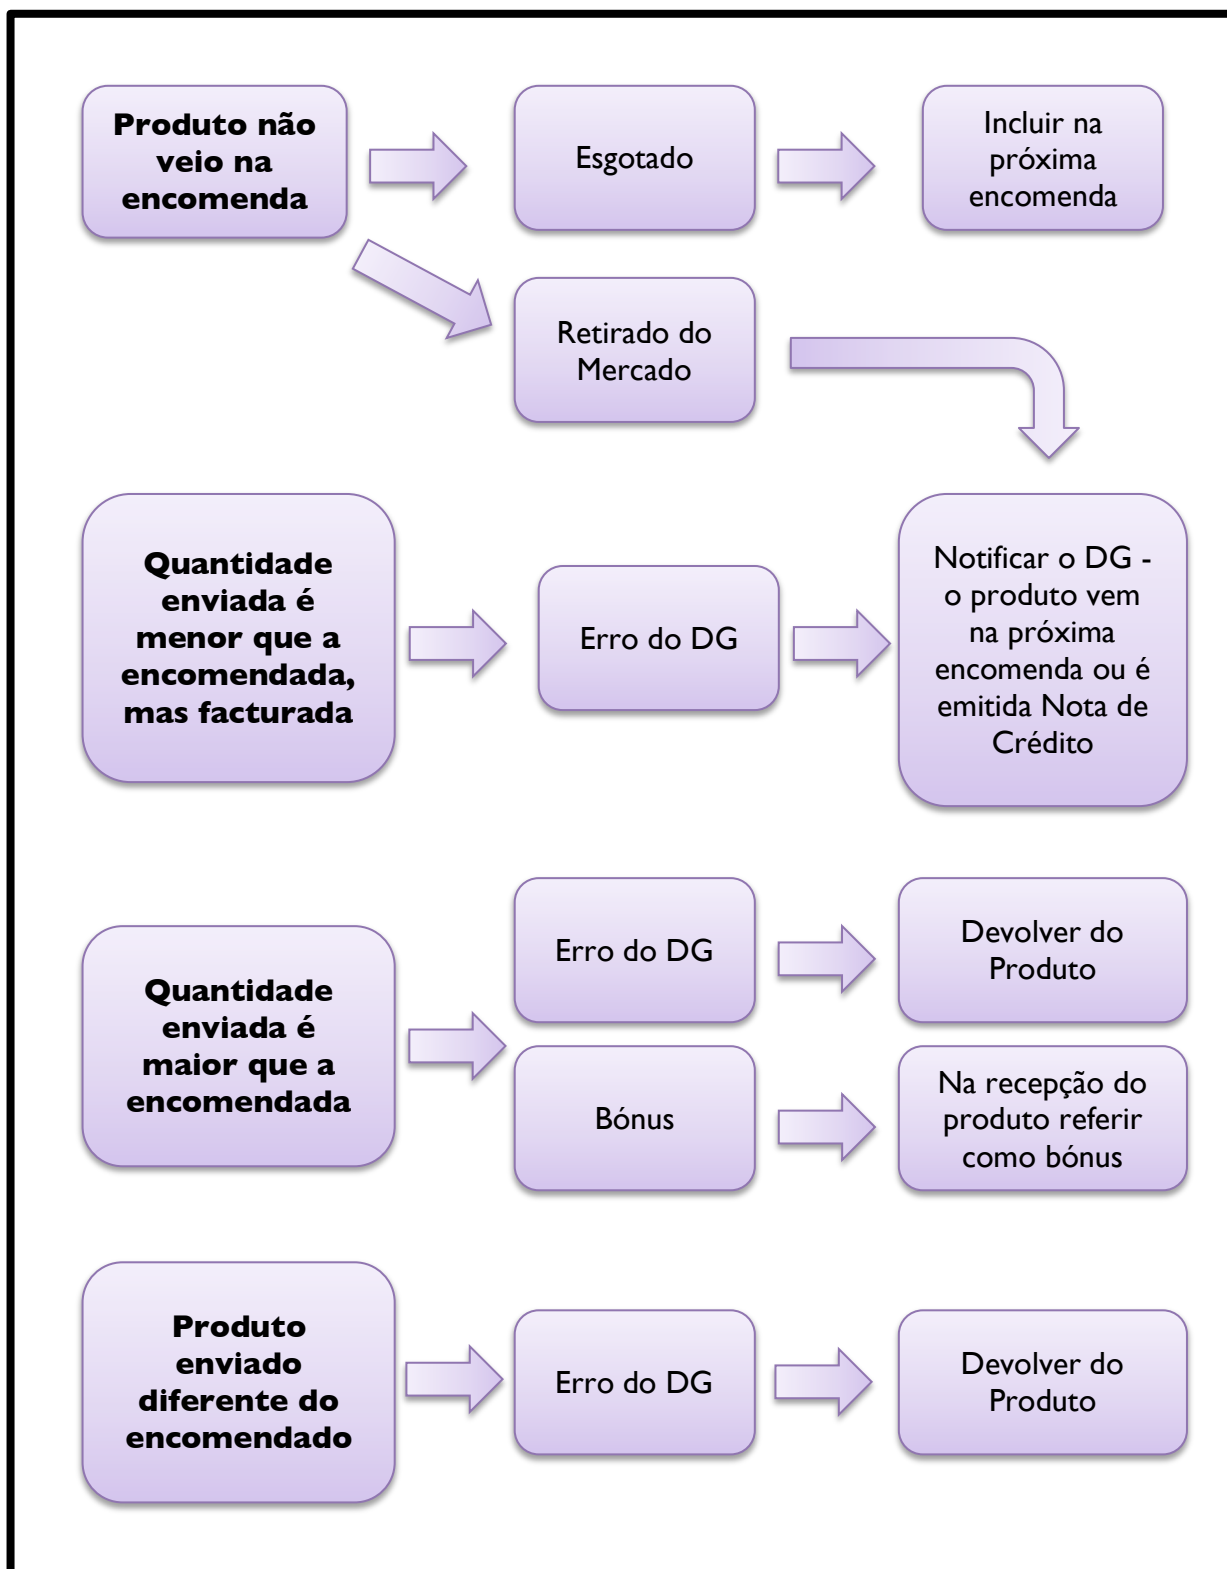 Produto não
veio na
encomenda
Esgotado
Incluir na
próxima
encomenda
Retirado do
Mercado
Quantidade
enviada é
menor que a
encomendada,
mas facturada
Erro do DG
Notificar o DG -
o produto vem
na próxima
encomenda ou é
emitida Nota de
Crédito
Quantidade
enviada é
maior que a
encomendada
Erro do DG
Devolver do
Produto
Bónus
Na recepção do
produto referir
como bónus
Produto
enviado
diferente do
encomendado
Erro do DG
Devolver do
Produto